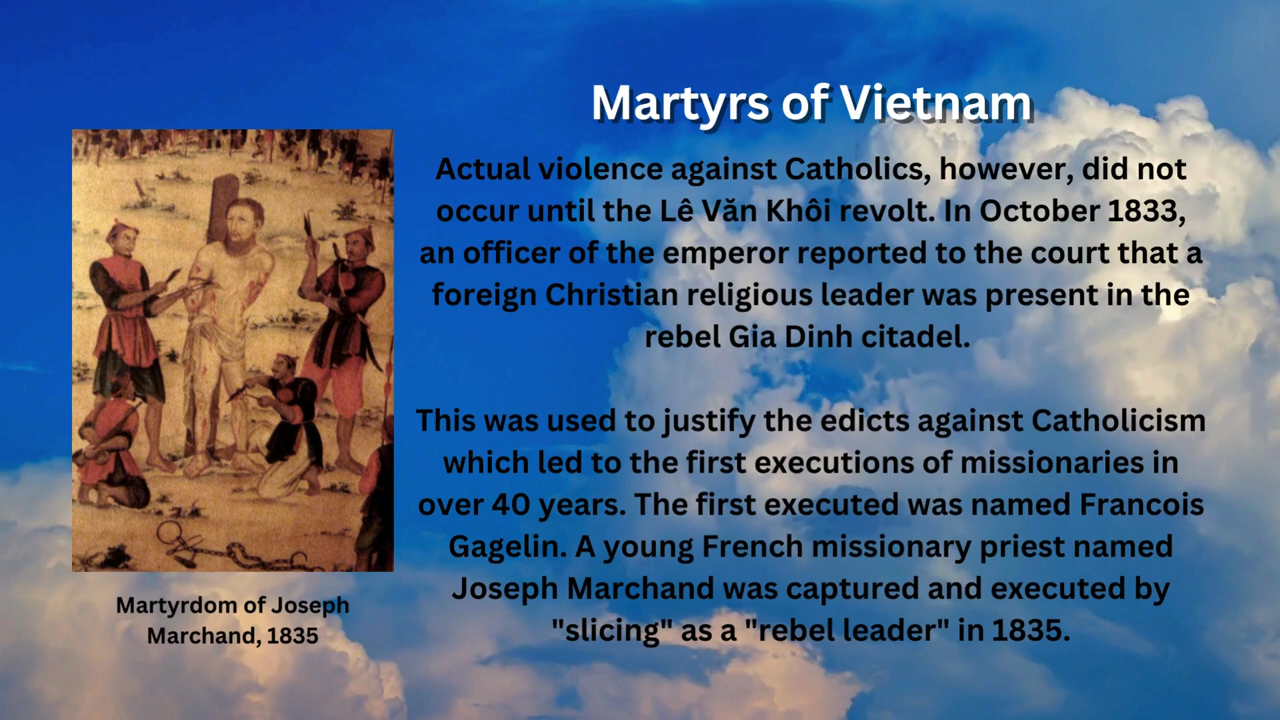 Martyrs of Vietnam
Actual violence against Catholics, however, did not
occur until the Lê Văn Khôi revolt. In October 1833,
an officer of the emperor reported to the court that a
foreign Christian religious leader was present in the
rebel Gia Dinh citadel.
This was used to justify the edicts against Catholicism
which led to the first executions of missionaries in
over 40 years. The first executed was named Francois
Gagelin. A young French missionary priest named
Joseph Marchand was captured and executed by
"slicing" as a "rebel leader" in 1835.
Martyrdom of Joseph
Marchand, 1835